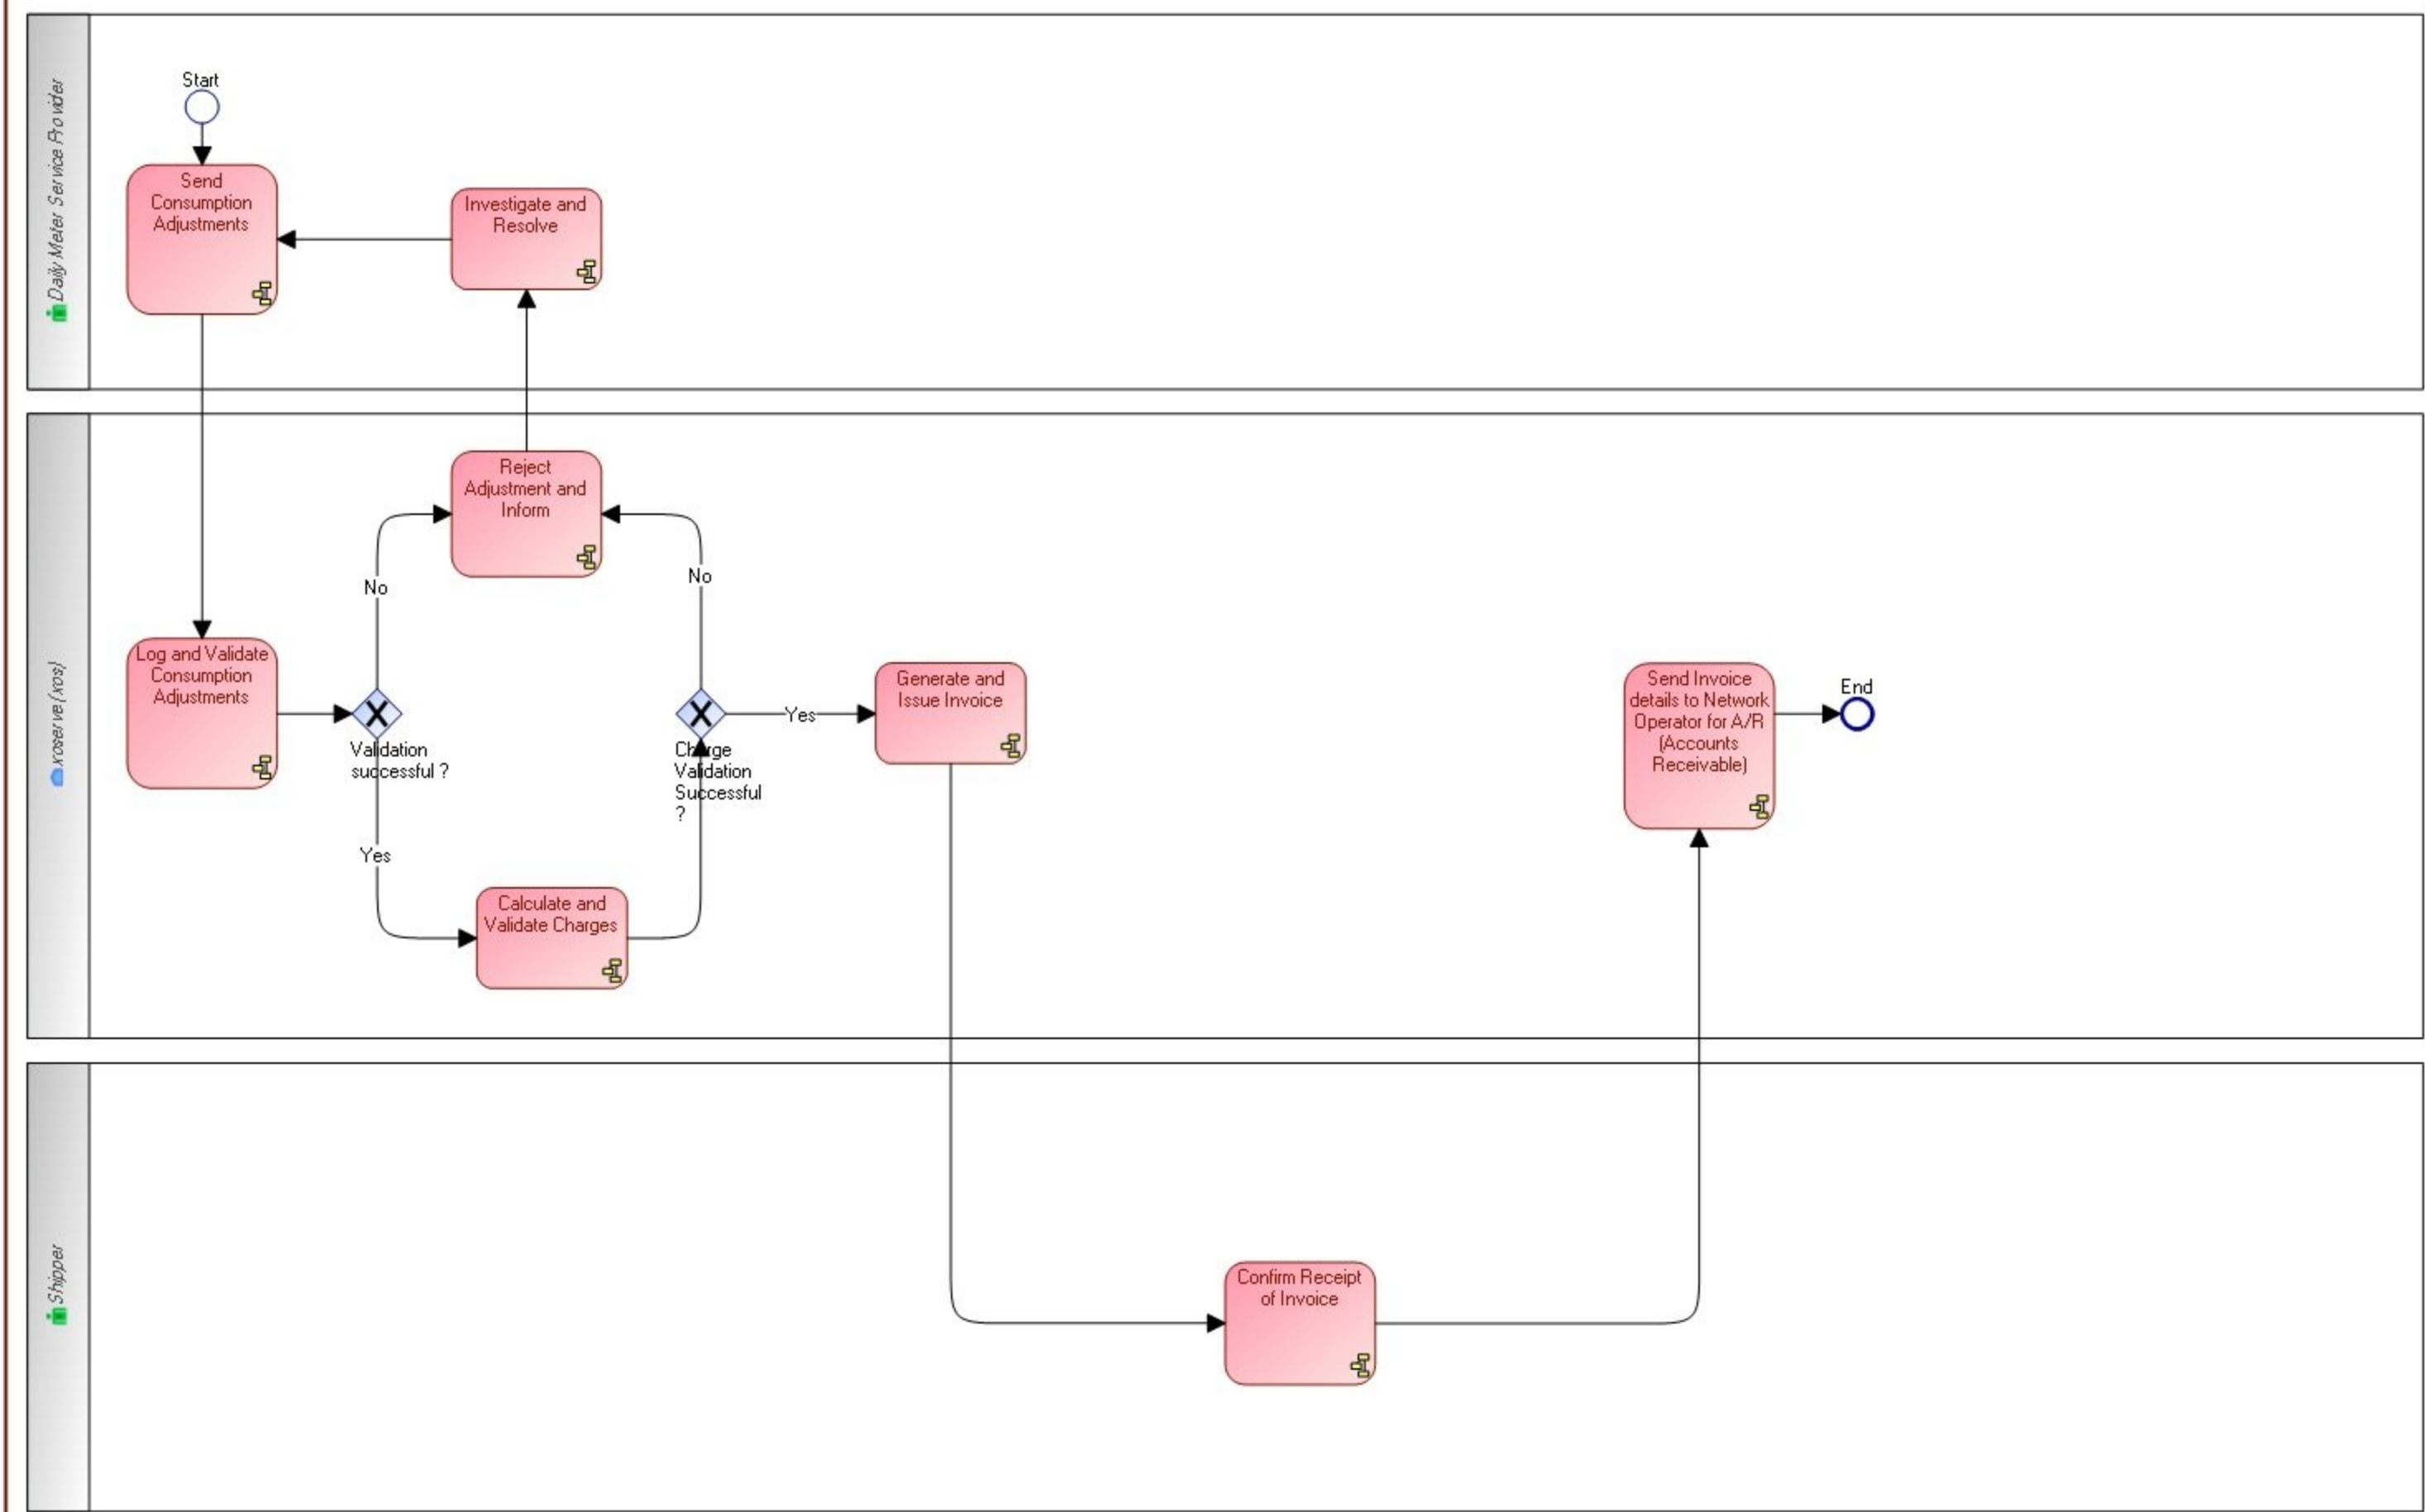 Daily Meter Service Provider
Start
Send
Consumption
Adjustments
Investigate and
Resolve
xoserve (xos)
Reject
Adjustment and
Inform
No
No
Log and Validate
Consumption
Adjustments
Validation
successful ?
Charge
Validation
Successful
?
Yes
Generate and
Issue Invoice
Send Invoice
details to Network
Operator for A/R
(Accounts
Receivable)
End
Yes
Calculate and
Validate Charges
Shipper
Confirm Receipt
of Invoice